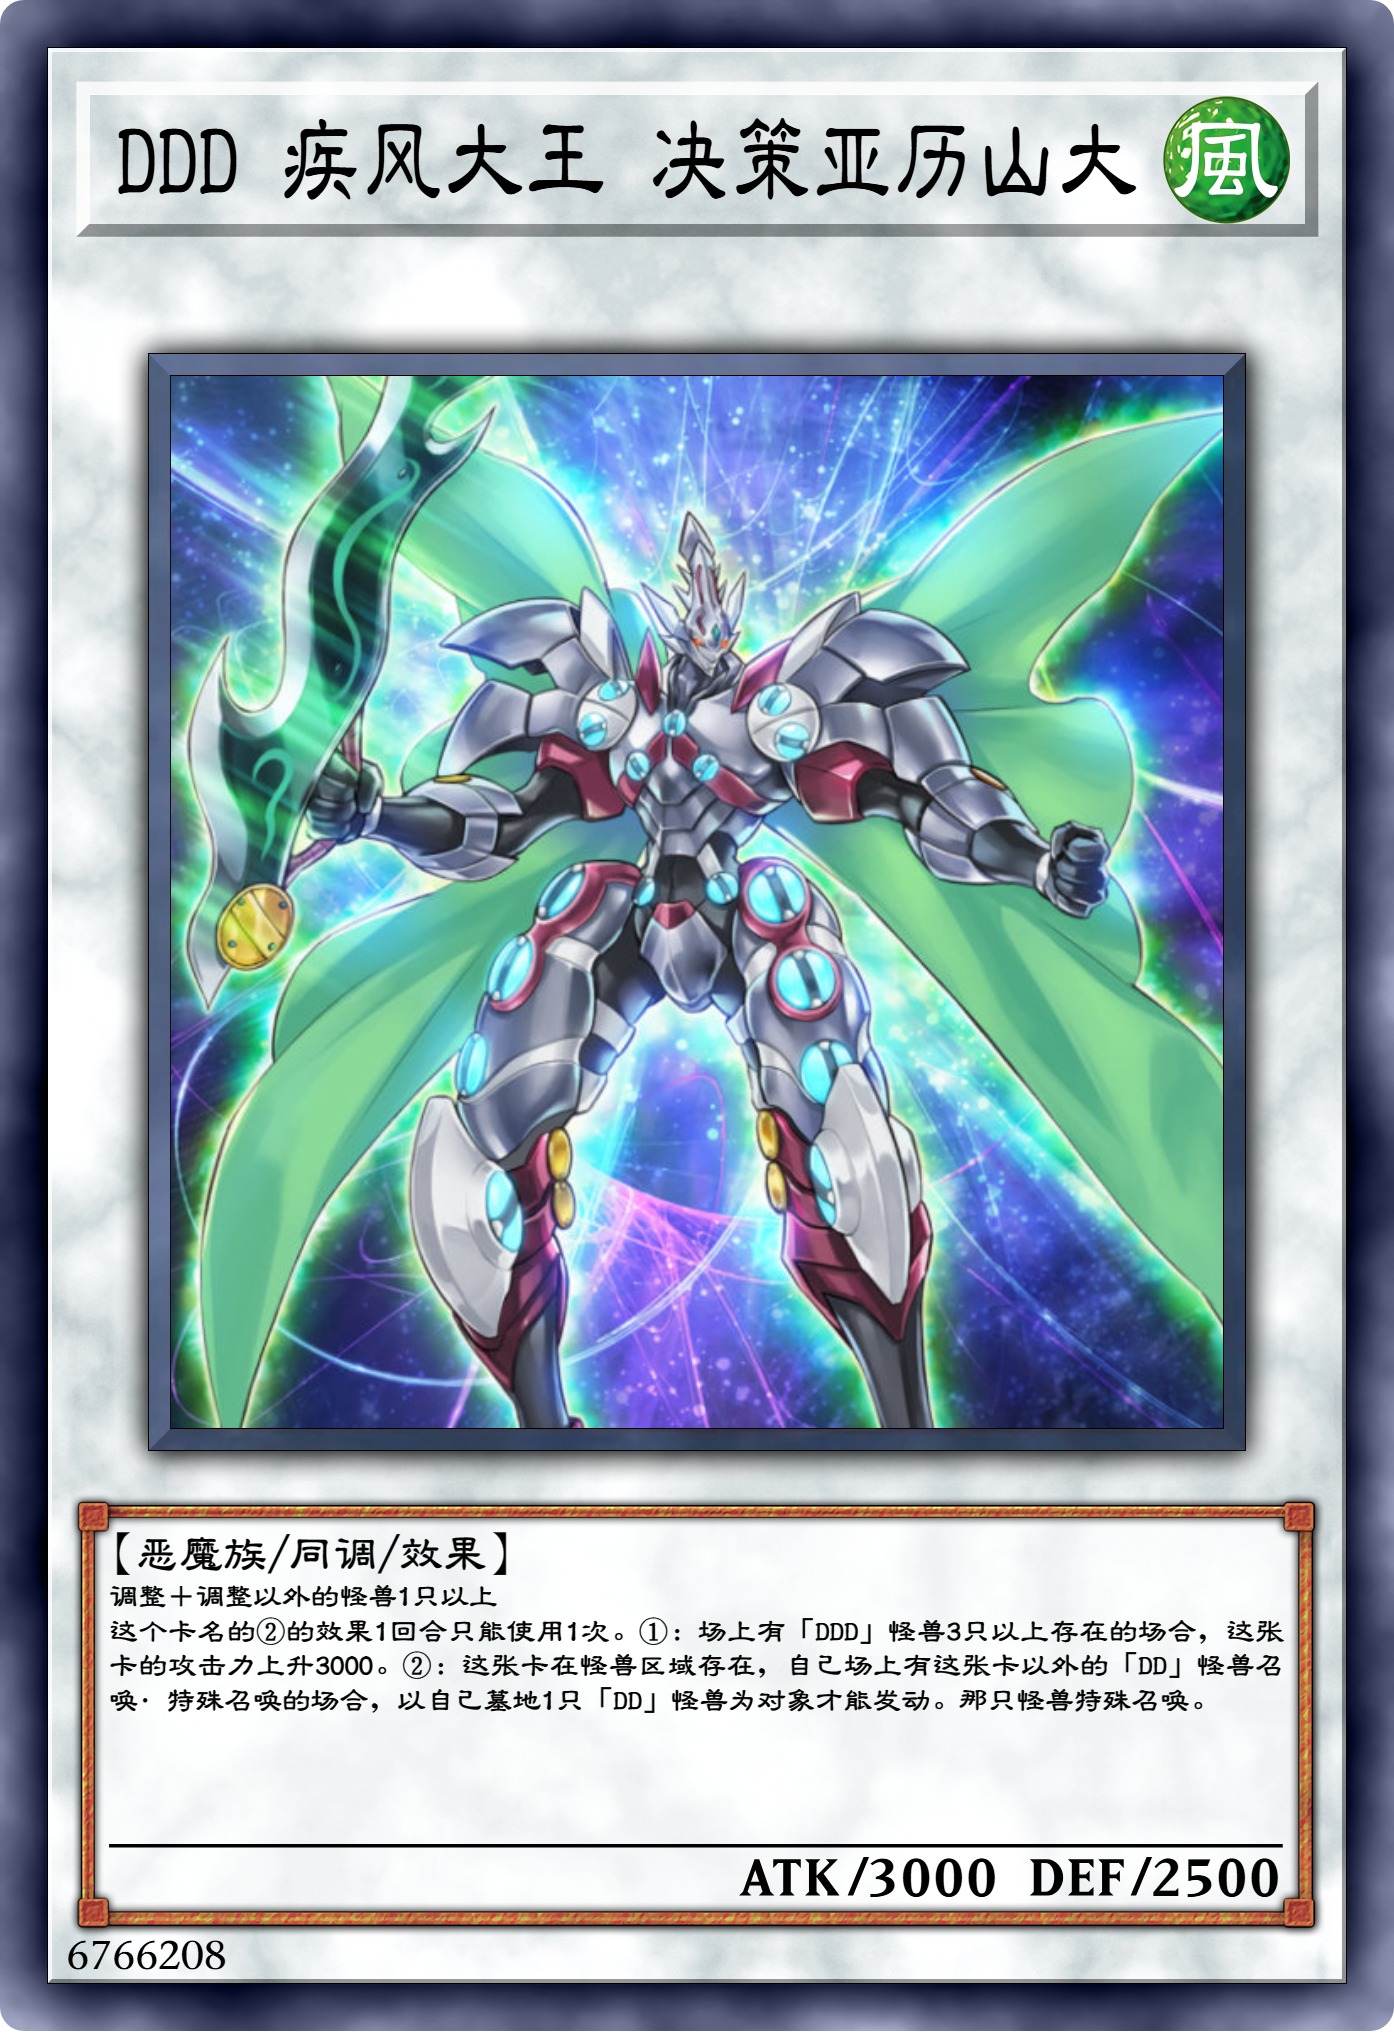 DDD 疾风大王 决策亚历山大
風
【恶魔族/同调/效果】
调整＋调整以外的怪兽1只以上
这个卡名的②的效果1回合只能使用1次。①：场上有「DDD」怪兽3只以上存在的场合，这张
卡的攻击力上升3000。②：这张卡在怪兽区域存在，自己场上有这张卡以外的「DD」怪兽召
唤·特殊召唤的场合，以自己墓地1只「DD」怪兽为对象才能发动。那只怪兽特殊召唤。
ATK/3000 DEF/2500
6766208